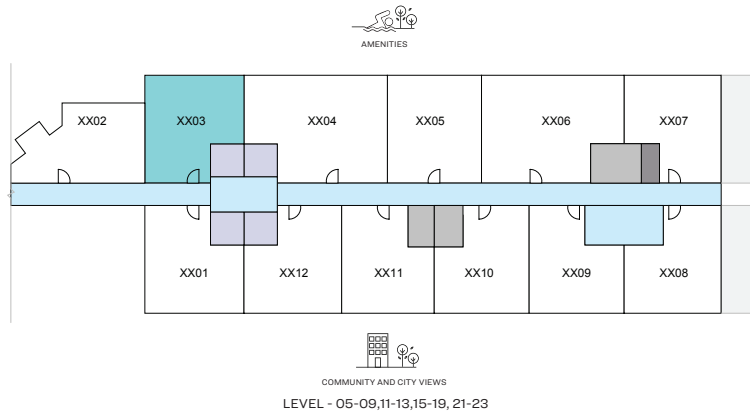 AMENITIES
XX02 XX03 XX04 XX05 XX06 XX07
XX01 XX12 XX11 XX10 XX09 XX08
COMMUNITY AND CITY VIEWS
LEVEL - 05-09,11-13,15-19, 21-23